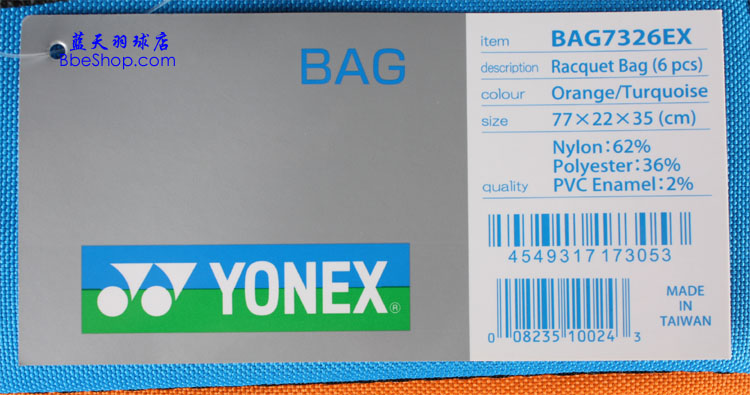 蓝天羽球店
BbeShop.com
BAG
YONEX®
item BAG7326EX
description Racquet Bag (6 pcs)
colour Orange/Turquoise
size 77×22×35 (cm)
Nylon:62%
Polyester:36%
quality PVC Enamel:2%
4549317173053
MADE
IN
TAIWAN
0 08235 10024 3